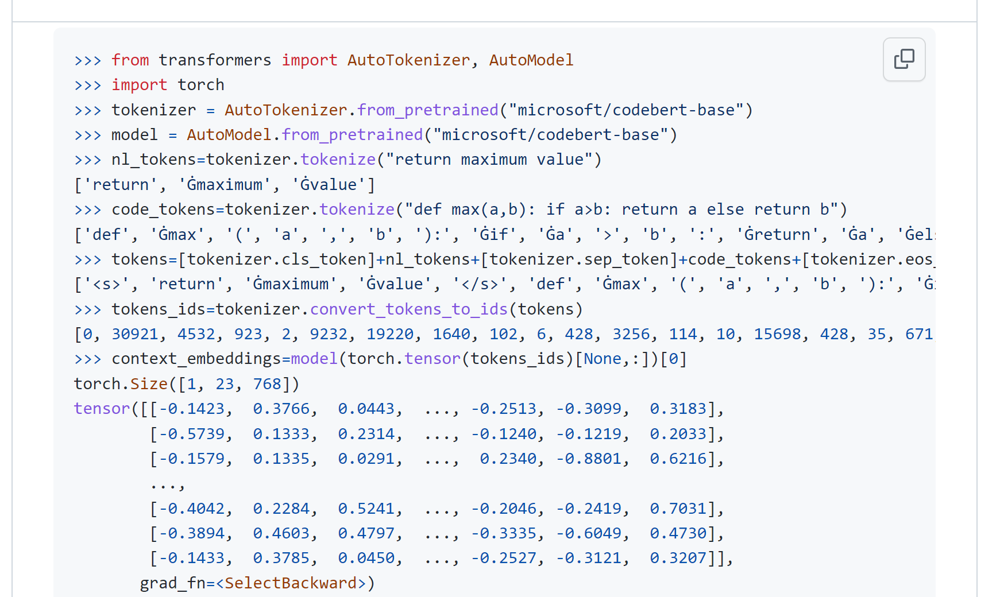 >>> from transformers import AutoTokenizer, AutoModel
>>> import torch
>>> tokenizer = AutoTokenizer.from_pretrained("microsoft/codebert-base")
>>> model = AutoModel.from_pretrained("microsoft/codebert-base")
>>> nl_tokens=tokenizer.tokenize("return maximum value")
['return', 'Ġmaximum', 'Ġvalue']
>>> code_tokens=tokenizer.tokenize("def max(a,b): if a>b: return a else return b")
['def', 'Ġmax', '(', 'a', ',', 'b', '):', 'Ġif', 'Ġa', '>', 'b', ':', 'Ġreturn', 'Ġa', 'Ġel
>>> tokens=[tokenizer.cls_token]+nl_tokens+[tokenizer.sep_token]+code_tokens+[tokenizer.eos_
['<s>', 'return', 'Ġmaximum', 'Ġvalue', '</s>', 'def', 'Ġmax', '(', 'a', ',', 'b', '):', 'Ġ
>>> tokens_ids=tokenizer.convert_tokens_to_ids(tokens)
[0, 30921, 4532, 923, 2, 9232, 19220, 1640, 102, 6, 428, 3256, 114, 10, 15698, 428, 35, 671
>>> context_embeddings=model(torch.tensor(tokens_ids)[None,:])[0]
torch.Size([1, 23, 768])
tensor([[-0.1423,  0.3766,  0.0443,  ..., -0.2513, -0.3099,  0.3183],
        [-0.5739,  0.1333,  0.2314,  ..., -0.1240, -0.1219,  0.2033],
        [-0.1579,  0.1335,  0.0291,  ...,  0.2340, -0.8801,  0.6216],
        ...,
        [-0.4042,  0.2284,  0.5241,  ..., -0.2046, -0.2419,  0.7031],
        [-0.3894,  0.4603,  0.4797,  ..., -0.3335, -0.6049,  0.4730],
        [-0.1433,  0.3785,  0.0450,  ..., -0.2527, -0.3121,  0.3207]],
       grad_fn=<SelectBackward>)